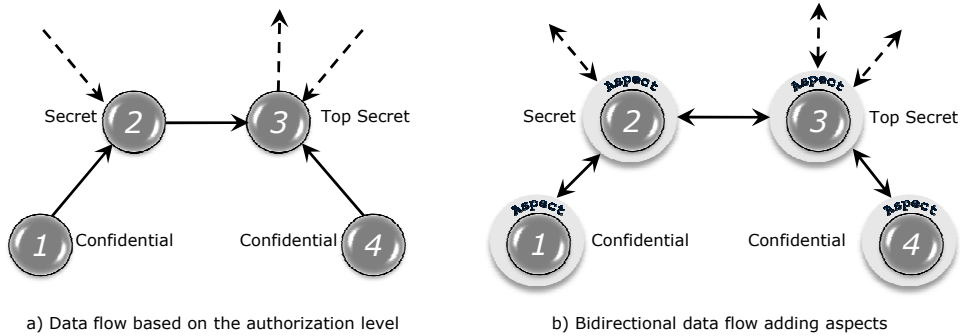 Aspect
Aspect
Secret
2
3
Top Secret
Secret
2
3
Top Secret
Aspect
Aspect
1
Confidential
Confidential
4
1
Confidential
Confidential
4
a) Data flow based on the authorization level
b) Bidirectional data flow adding aspects